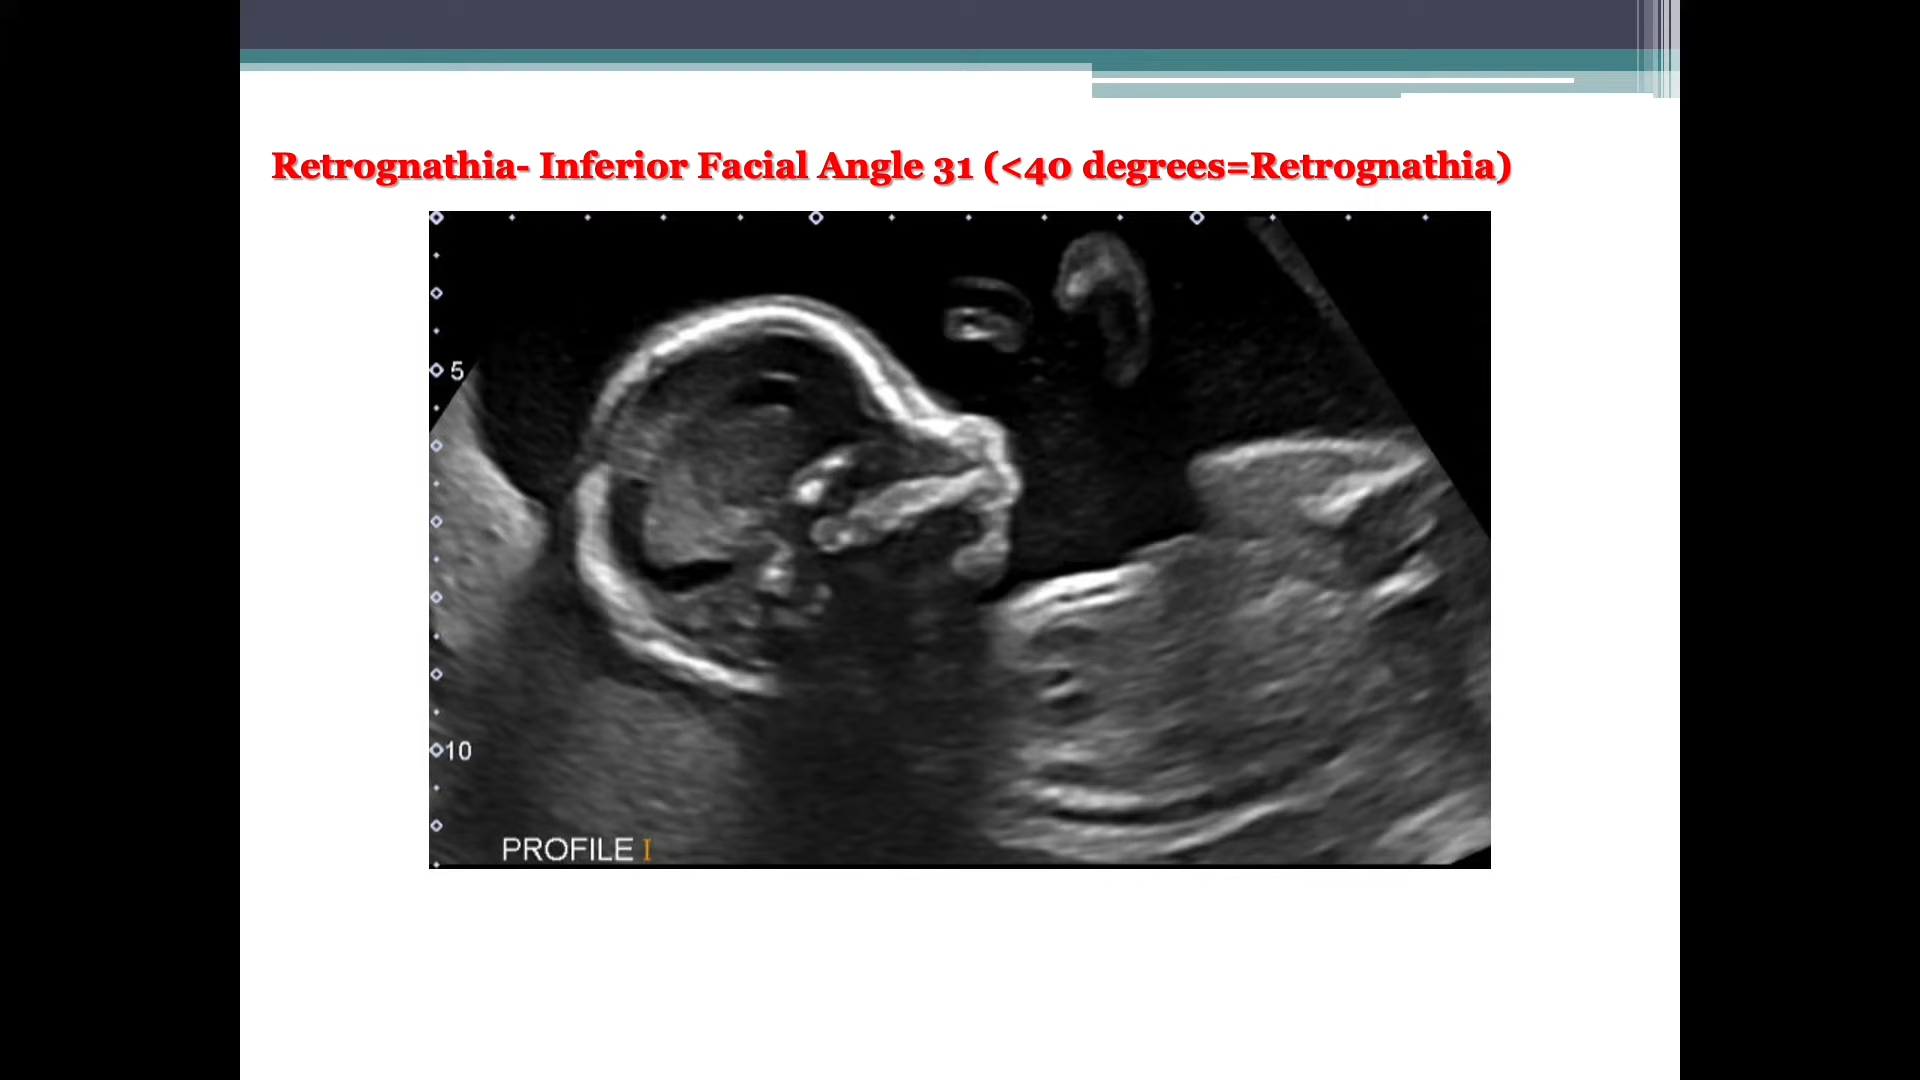 Retrognathia- Inferior Facial Angle 31 (<40 degrees=Retrognathia)
5
10
PROFILE I